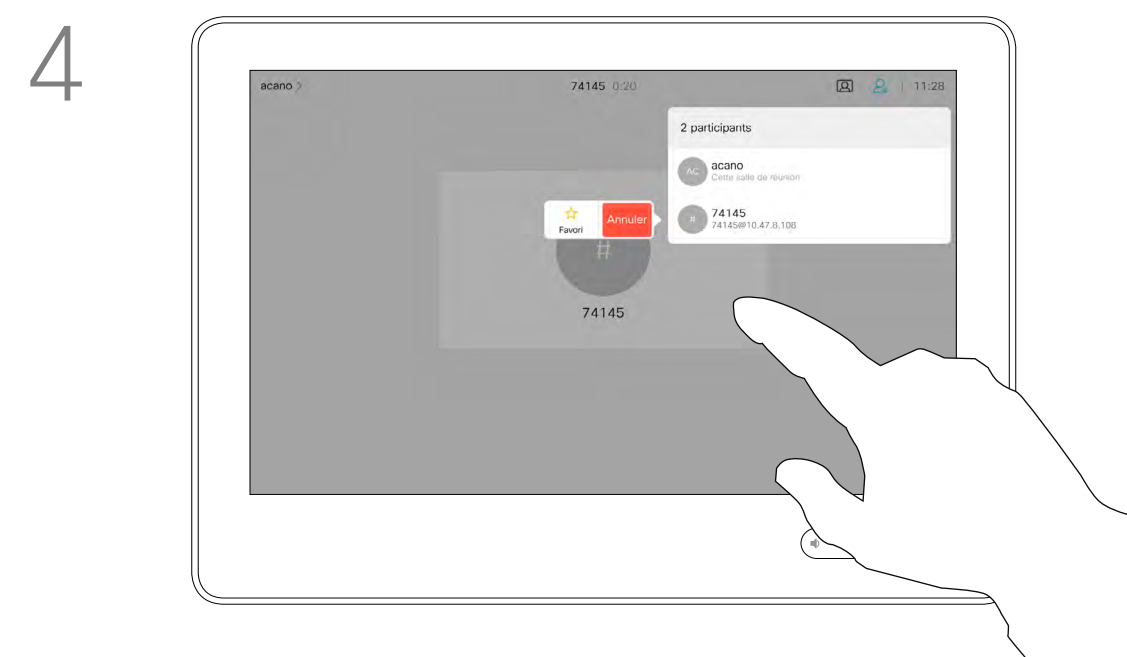 4
acano >
74145 0:20
11:28
2 participants
AC
acano
Cette salle de réunion
#
74145
74145@10.47.8.108
Favori
Annuler
#
74145